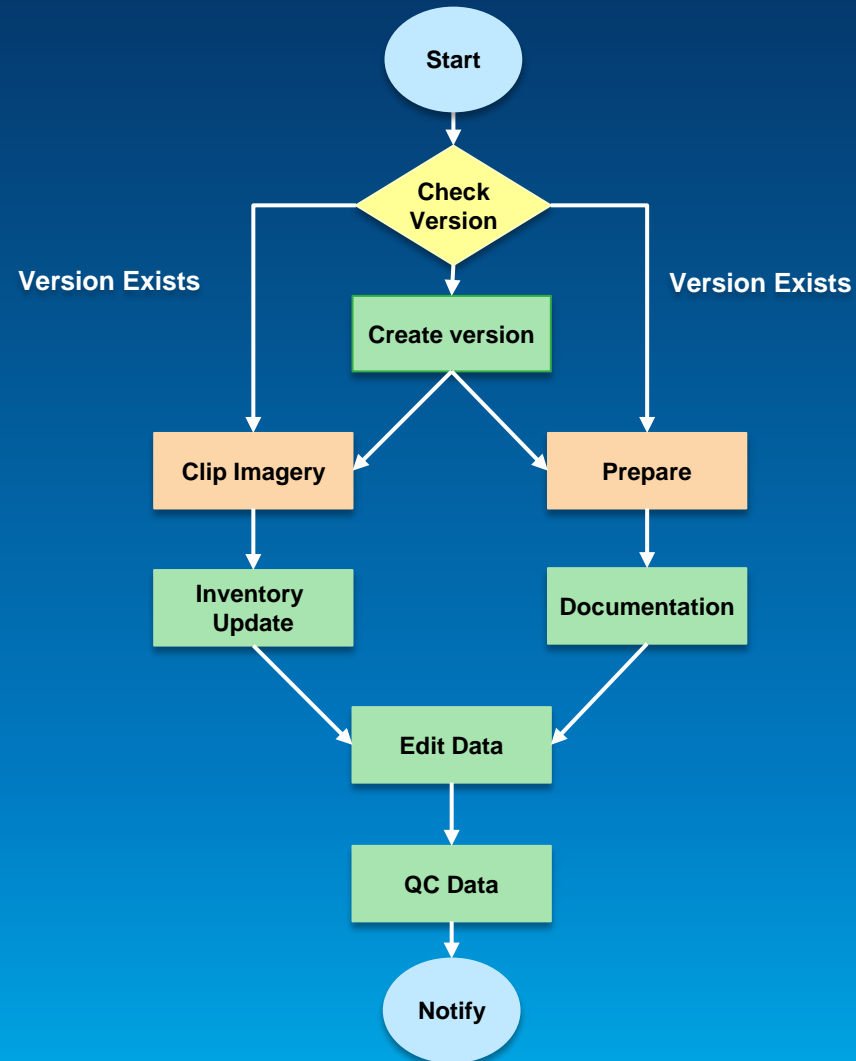 Start
Check
Version
Version Exists
Version Exists
Create version
Clip Imagery
Prepare
Inventory
Update
Documentation
Edit Data
QC Data
Notify